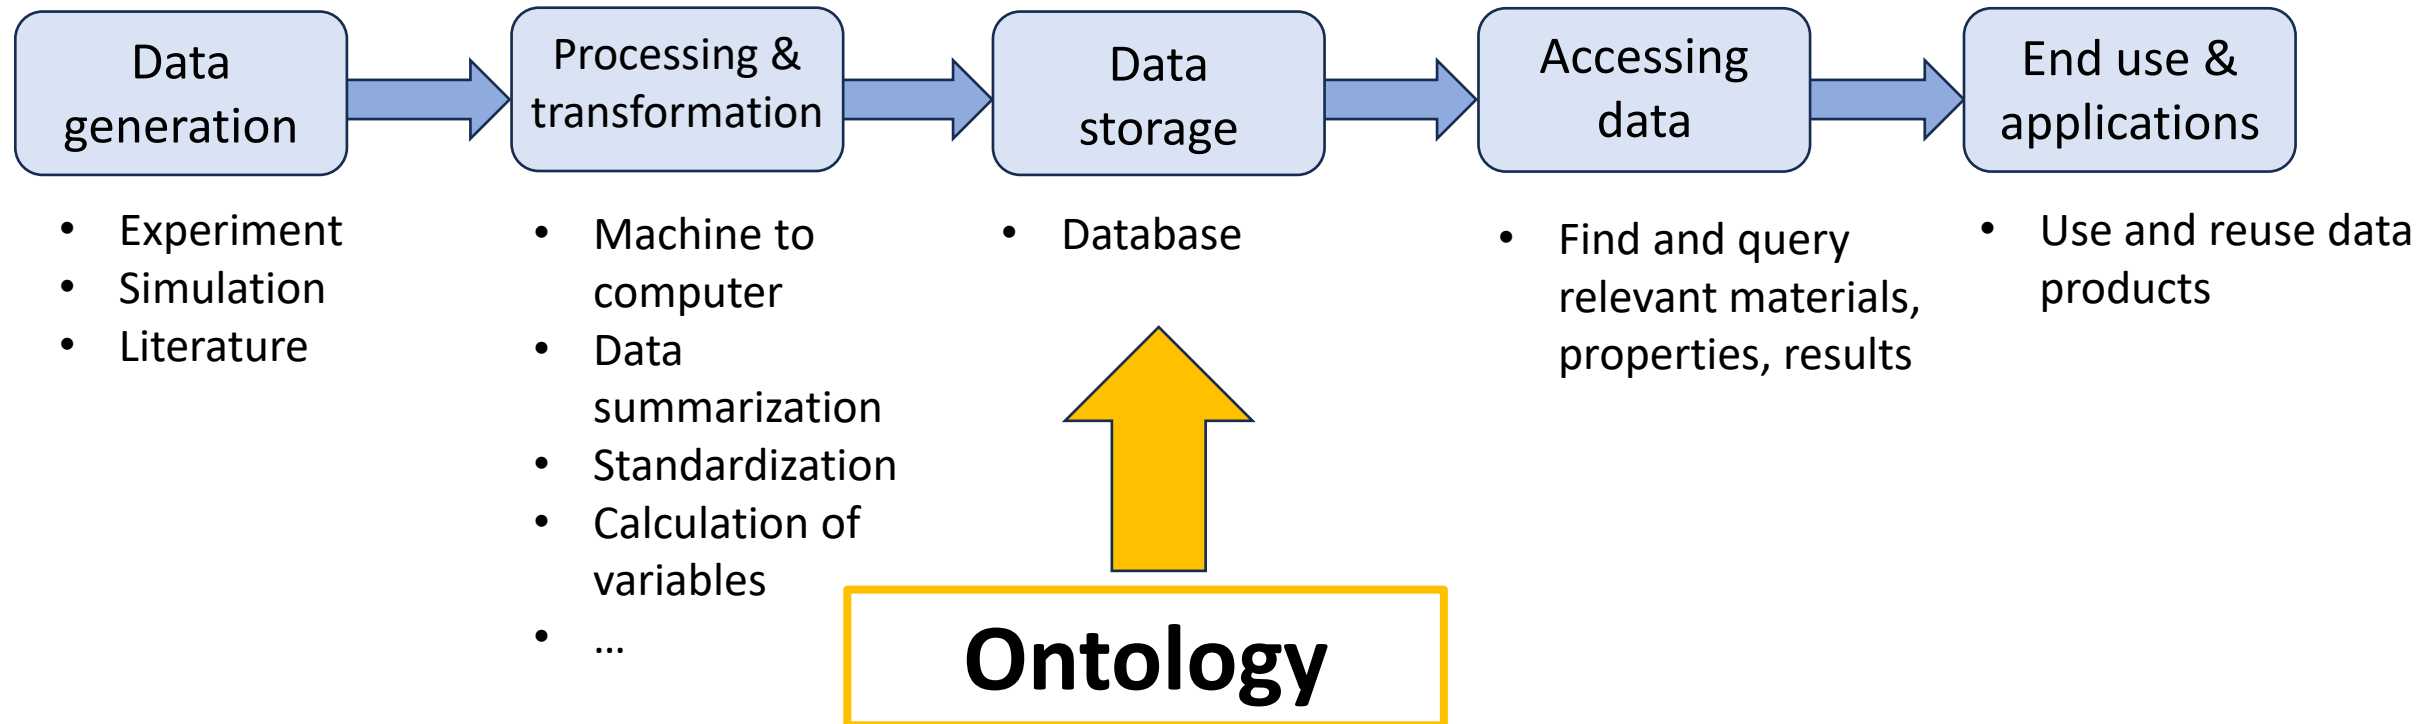 Data
generation
Processing &
transformation
Data
storage
Accessing
data
End use &
applications
• Experiment
• Simulation
• Literature
• Machine to
computer
• Data
summarization
• Standardization
• Calculation of
variables
• ...
• Database
• Find and query
relevant materials,
properties, results
• Use and reuse data
products
Ontology